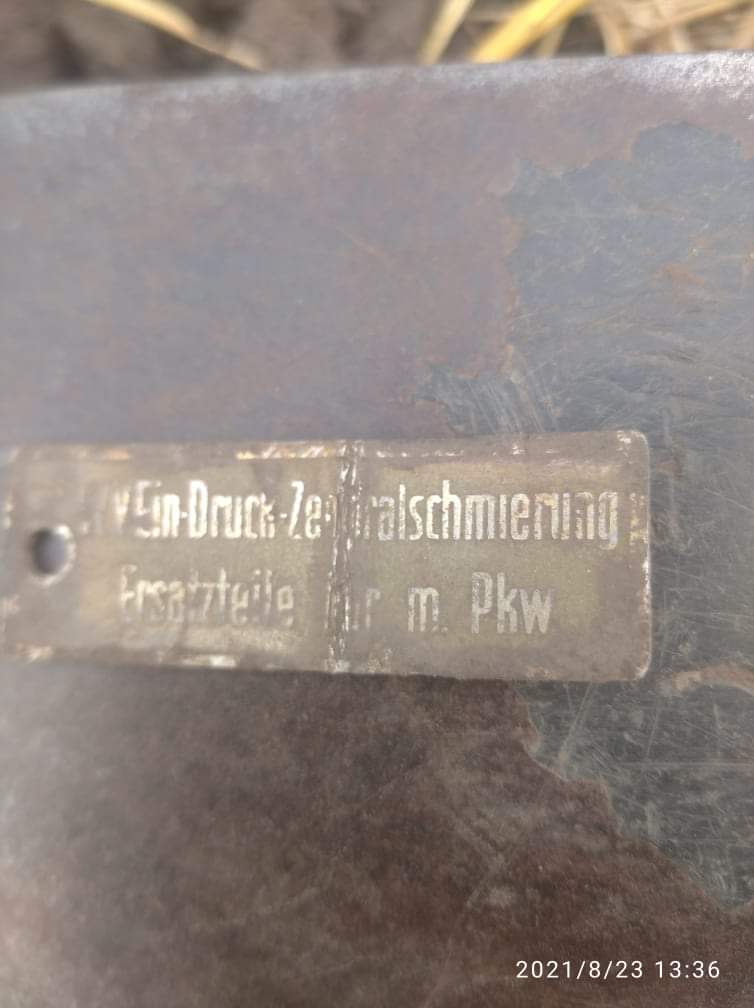 Ein-Druck-Zentralschmierung
Ersatzteile für m. Pkw
2021/8/23 13:36